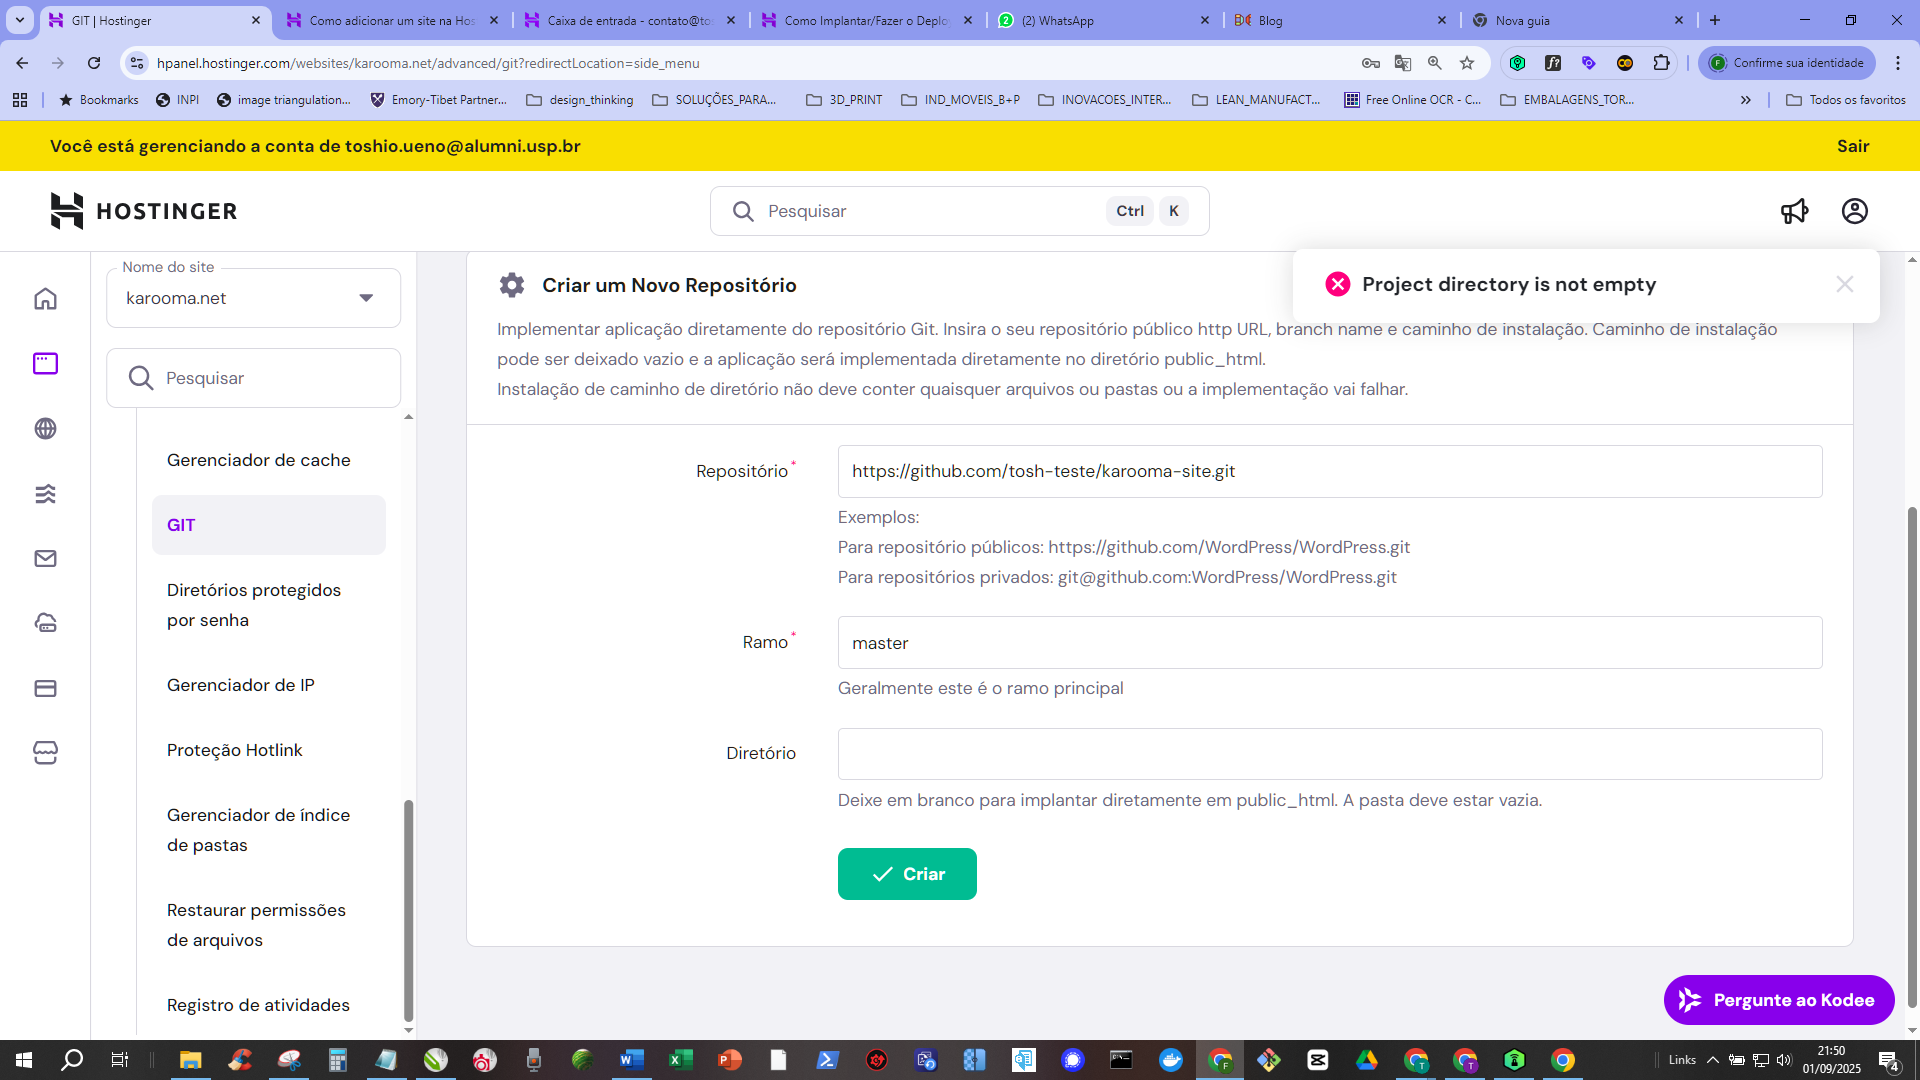 GIT | Hostinger
Como adicionar um site na Hos
Caixa de entrada - contato@tos
Como Implantar/Fazer o Deplo
2
(2) WhatsApp
Blog
Nova guia
hpanel.hostinger.com/websites/karooma.net/advanced/git?redirectLocation=side_menu
f?
F
Confirme sua identidade
Bookmarks
INPI
image triangulation...
Emory-Tibet Partner...
design_thinking
SOLUÇÕES_PARA...
3D_PRINT
IND_MOVEIS_B+P
INOVACOES_INTER...
LEAN_MANUFACT...
Free Online OCR - C...
EMBALAGENS_TOR...
Todos os favoritos
Você está gerenciando a conta de toshio.ueno@alumni.usp.br
Sair
HOSTINGER
Pesquisar
Ctrl
K
Nome do site
karooma.net
Pesquisar
Gerenciador de cache
GIT
Diretórios protegidos
por senha
Gerenciador de IP
Proteção Hotlink
Gerenciador de índice
de pastas
Restaurar permissões
de arquivos
Registro de atividades
Criar um Novo Repositório
Project directory is not empty
Implementar aplicação diretamente do repositório Git. Insira o seu repositório público http URL, branch name e caminho de instalação. Caminho de instalação
pode ser deixado vazio e a aplicação será implementada diretamente no diretório public_html.
Instalação de caminho de diretório não deve conter quaisquer arquivos ou pastas ou a implementação vai falhar.
Repositório*
https://github.com/tosh-teste/karooma-site.git
Exemplos:
Para repositório públicos: https://github.com/WordPress/WordPress.git
Para repositórios privados: git@github.com:WordPress/WordPress.git
Ramo*
master
Geralmente este é o ramo principal
Diretório
Deixe em branco para implantar diretamente em public_html. A pasta deve estar vazia.
Criar
Pergunte ao Kodee
Links
21:50
01/09/2025
4